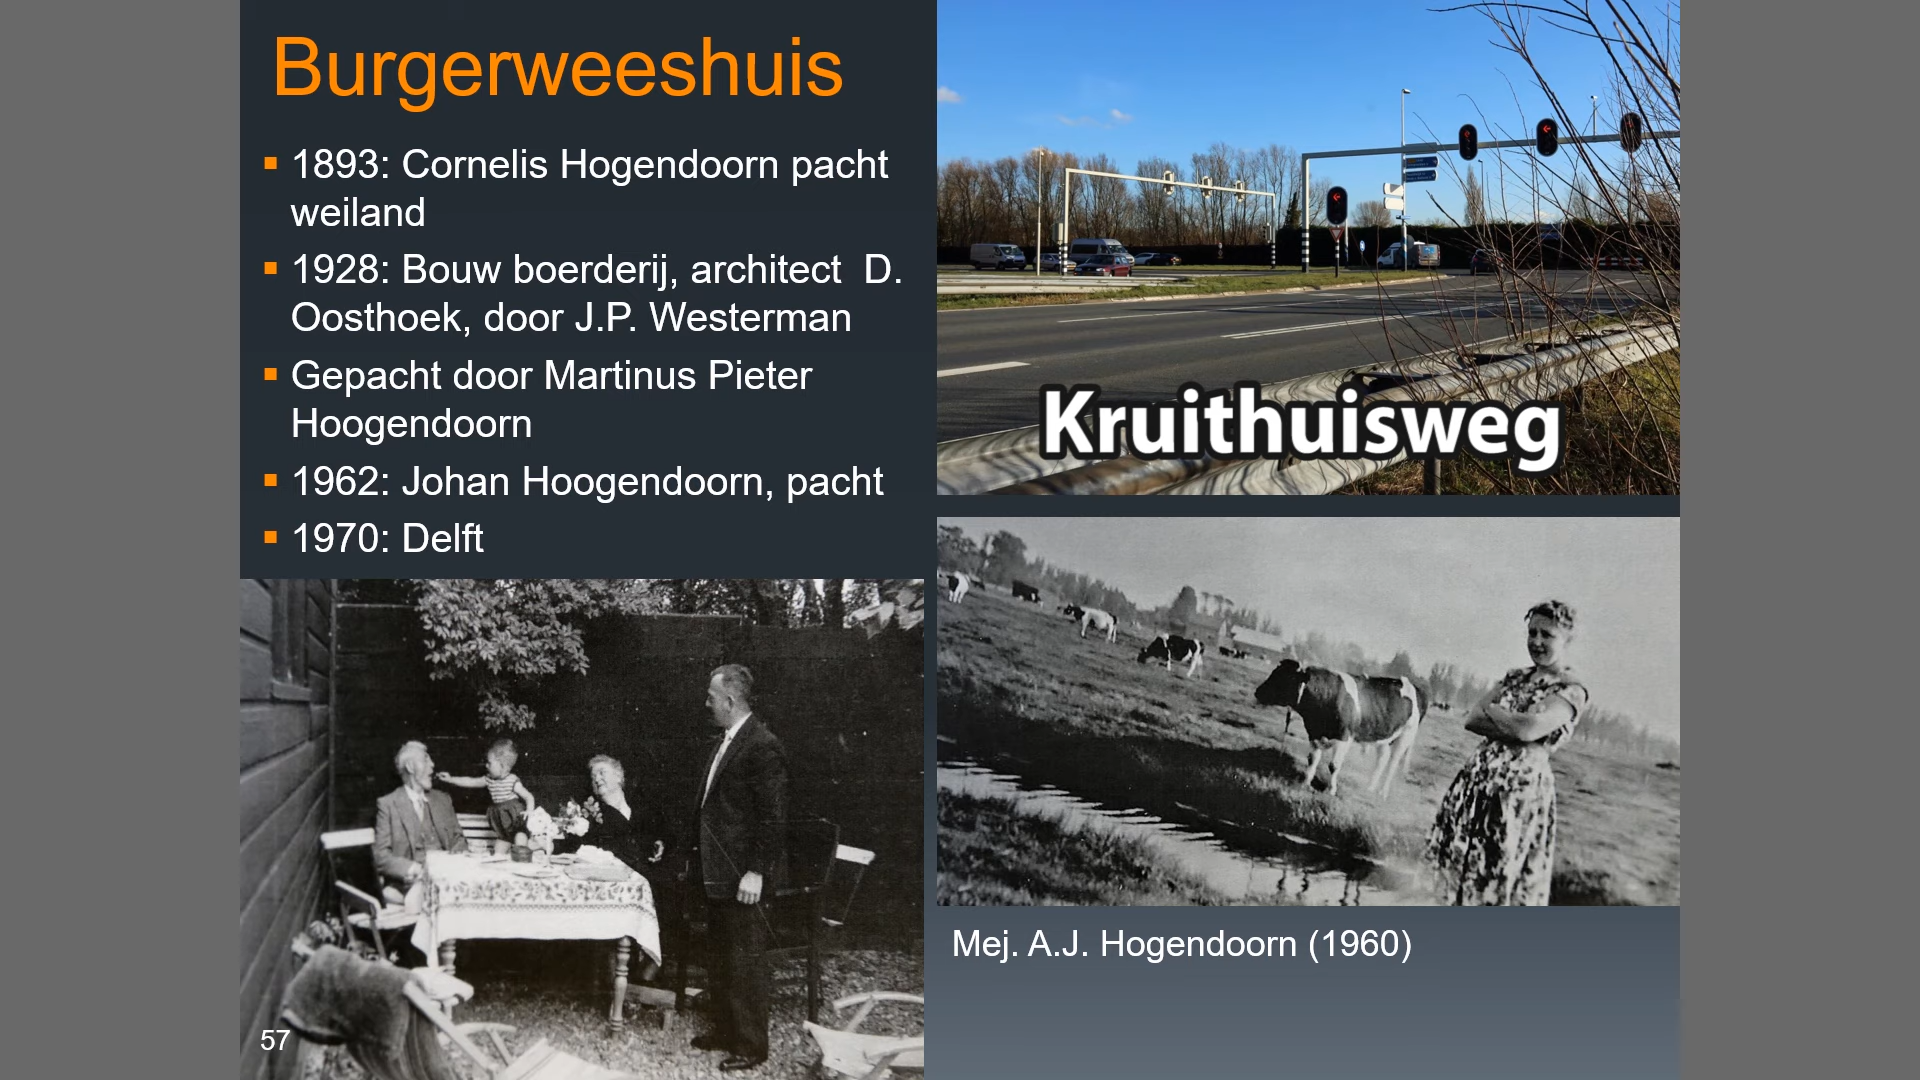 Burgerweeshuis
1893: Cornelis Hogendoorn pacht
weiland
1928: Bouw boerderij, architect  D.
Oosthoek, door J.P. Westerman
Gepacht door Martinus Pieter
Hoogendoorn
1962: Johan Hoogendoorn, pacht
1970: Delft
Kruithuisweg
Mej. A.J. Hogendoorn (1960)
57